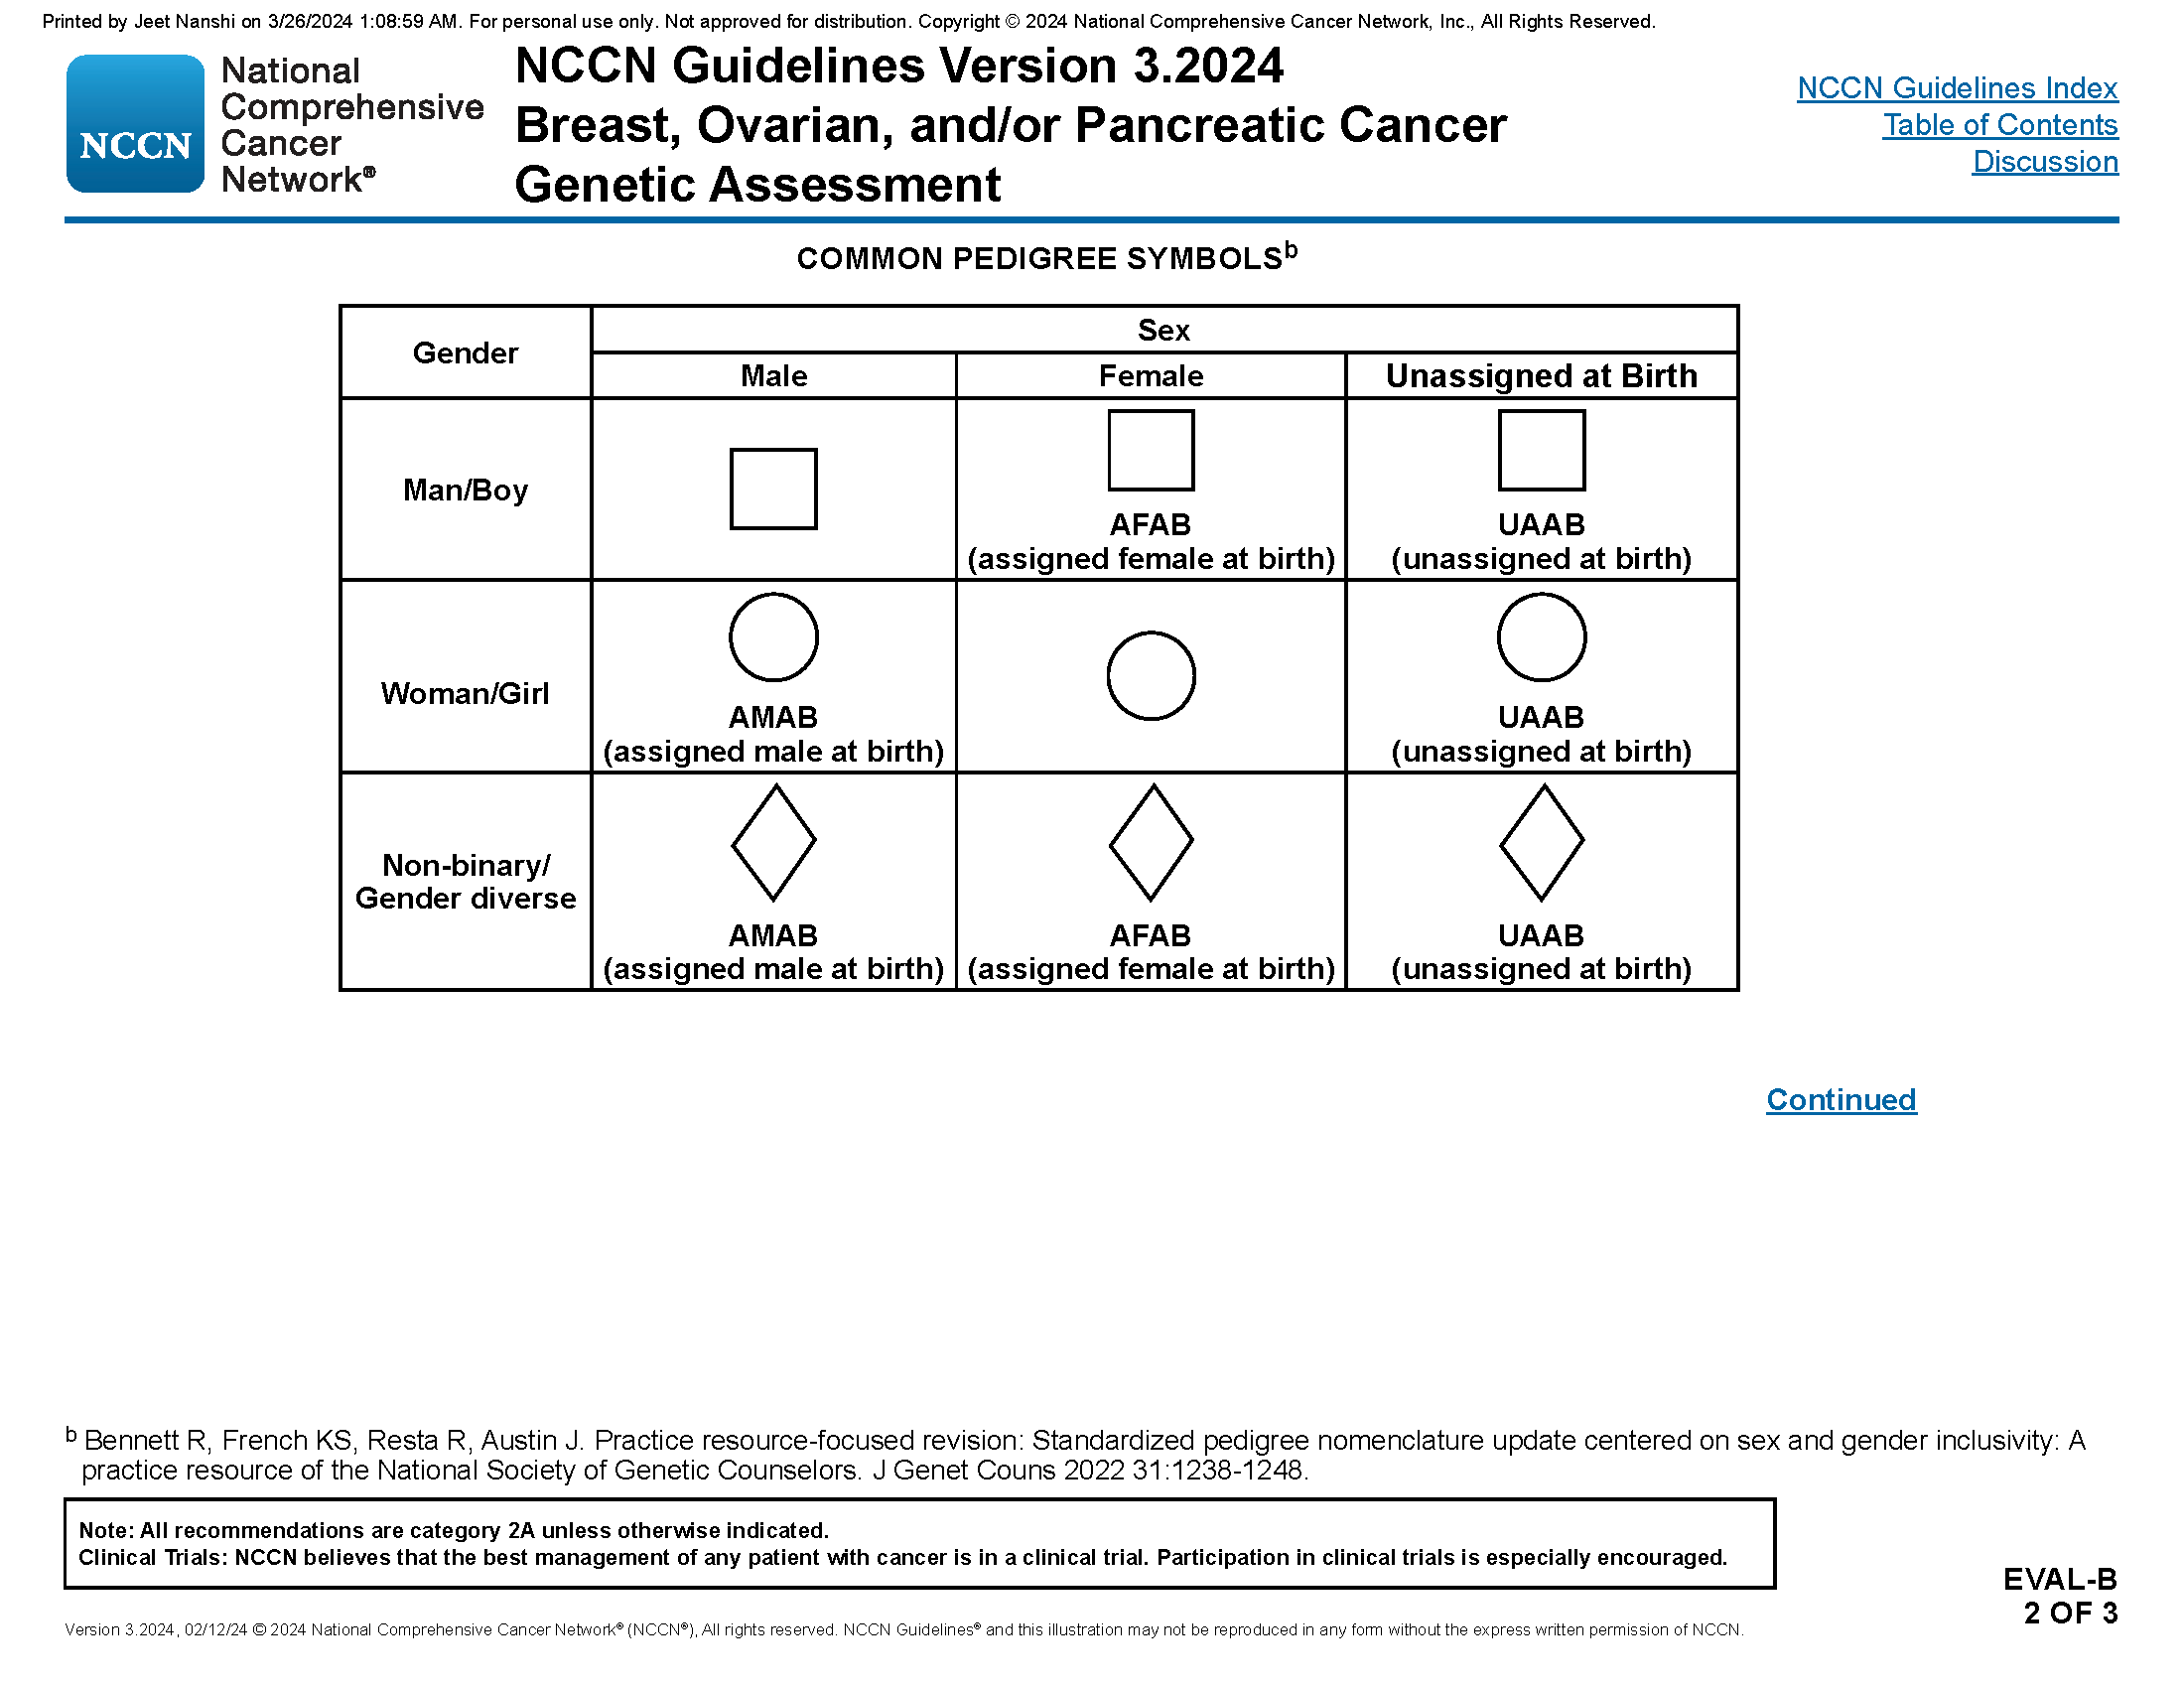 Printed by Jeet Nanshi on 3/26/2024 1:08:59 AM. For personal use only. Not approved for distribution. Copyright © 2024 National Comprehensive Cancer Network, Inc., All Rights Reserved.
NCCN
National
Comprehensive
Cancer
Network®
NCCN Guidelines Version 3.2024
Breast, Ovarian, and/or Pancreatic Cancer
Genetic Assessment
NCCN Guidelines Index
Table of Contents
Discussion
COMMON PEDIGREE SYMBOLSᵇ
Gender
Sex
Male
Female
Unassigned at Birth
Man/Boy
AFAB
(assigned female at birth)
UAAB
(unassigned at birth)
Woman/Girl
AMAB
(assigned male at birth)
UAAB
(unassigned at birth)
Non-binary/
Gender diverse
AMAB
(assigned male at birth)
AFAB
(assigned female at birth)
UAAB
(unassigned at birth)
Continued
ᵇ Bennett R, French KS, Resta R, Austin J. Practice resource-focused revision: Standardized pedigree nomenclature update centered on sex and gender inclusivity: A
practice resource of the National Society of Genetic Counselors. J Genet Couns 2022 31:1238-1248.
Note: All recommendations are category 2A unless otherwise indicated.
Clinical Trials: NCCN believes that the best management of any patient with cancer is in a clinical trial. Participation in clinical trials is especially encouraged.
EVAL-B
2 OF 3
Version 3.2024, 02/12/24 © 2024 National Comprehensive Cancer Network® (NCCN®), All rights reserved. NCCN Guidelines® and this illustration may not be reproduced in any form without the express written permission of NCCN.